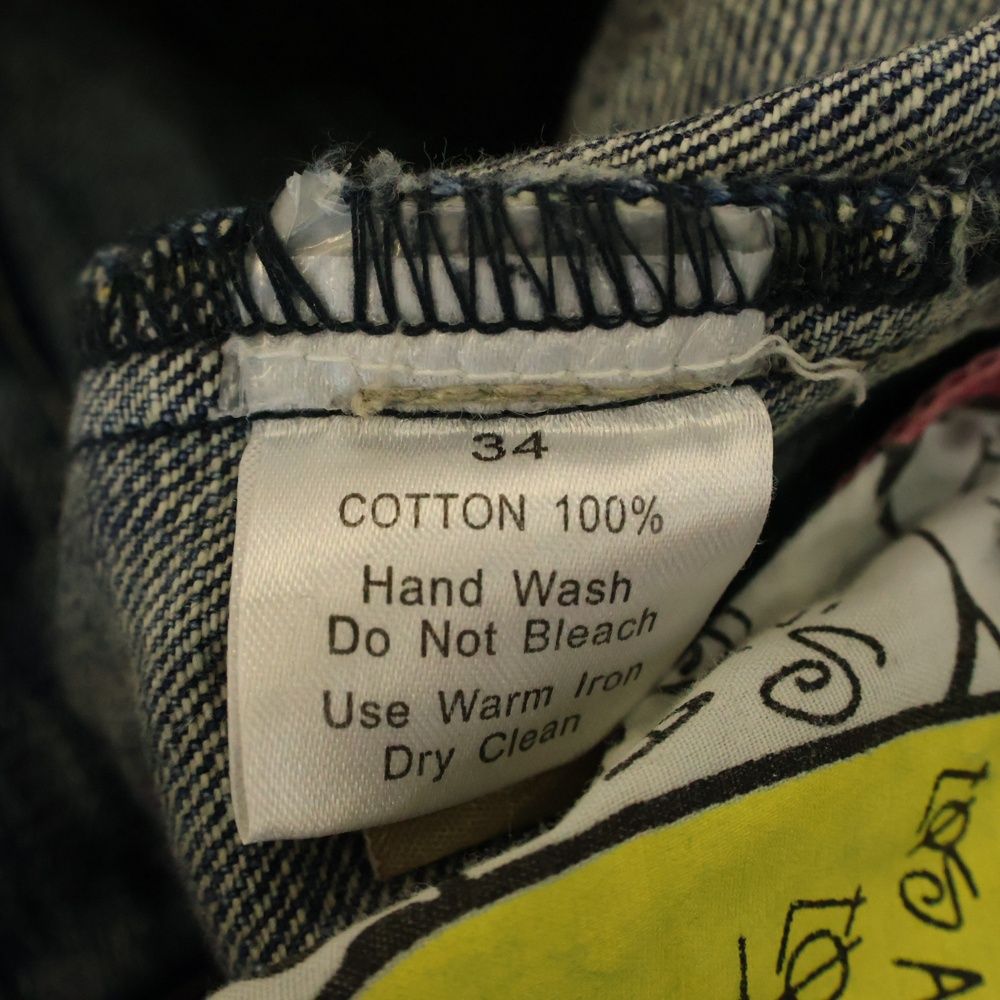 34
COTTON 100%
Hand Wash
Do Not Bleach
Use Warm Iron
Dry Clean